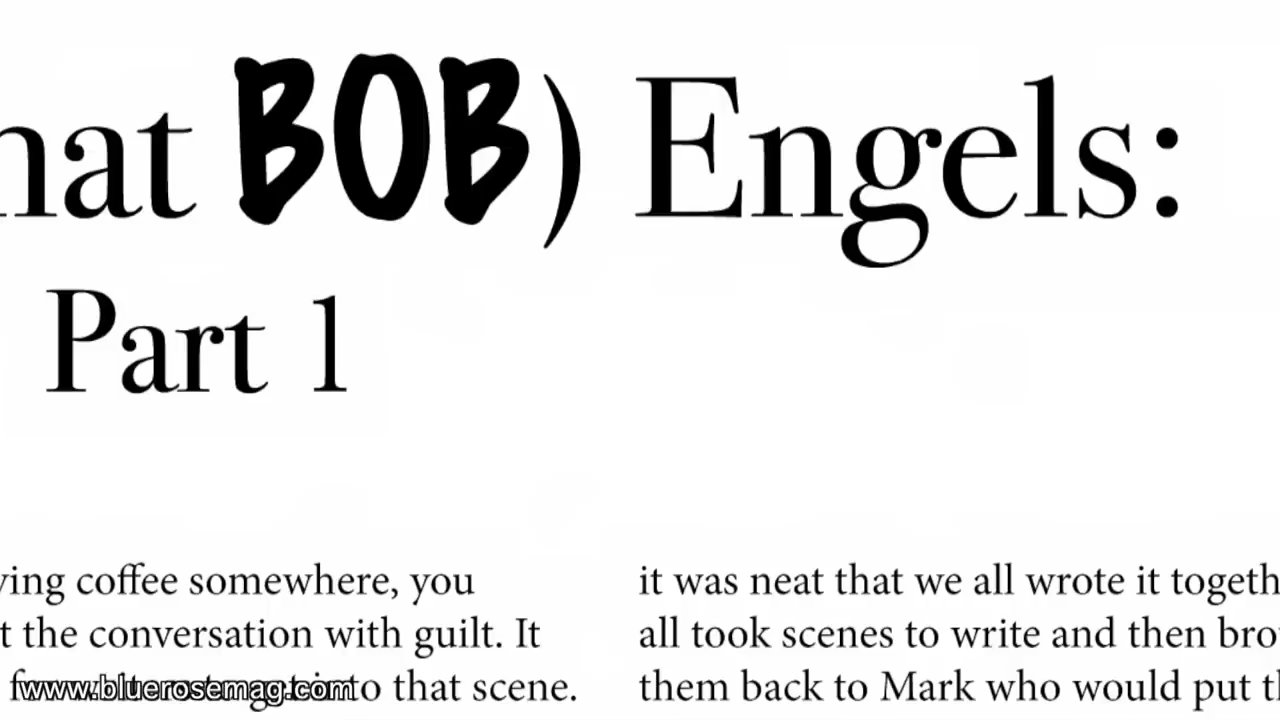 hat BOB) Engels:
Part 1
ving coffee somewhere, you
t the conversation with guilt. It
to that scene.
it was neat that we all wrote it togeth
all took scenes to write and then bro
them back to Mark who would put th
www.bluerosemag.com